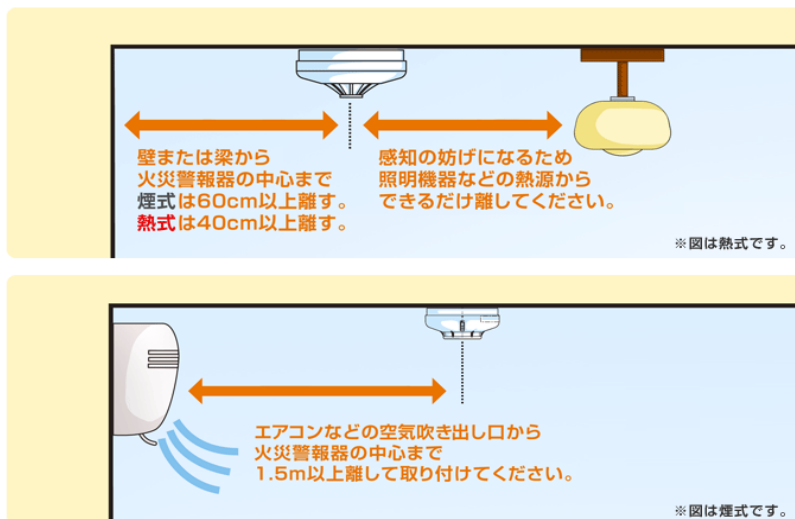 壁または梁から
火災警報器の中心まで
煙式は60cm以上離す。
熱式は40cm以上離す。
感知の妨げになるため
照明機器などの熱源から
できるだけ離してください。
※図は熱式です。
エアコンなどの空気吹き出し口から
火災警報器の中心まで
1.5m以上離して取り付けてください。
※図は煙式です。